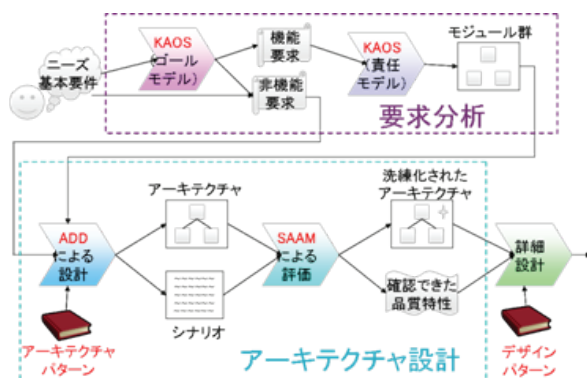 ニーズ
基本要件
KAOS
(ゴール
モデル)
機能
要求
非機能
要求
KAOS
(責任
モデル)
モジュール群
要求分析
ADD
による
設計
アーキテクチャ
パターン
アーキテクチャ
シナリオ
SAAM
による
評価
洗練化された
アーキテクチャ
確認できた
品質特性
詳細
設計
デザイン
パターン
アーキテクチャ設計